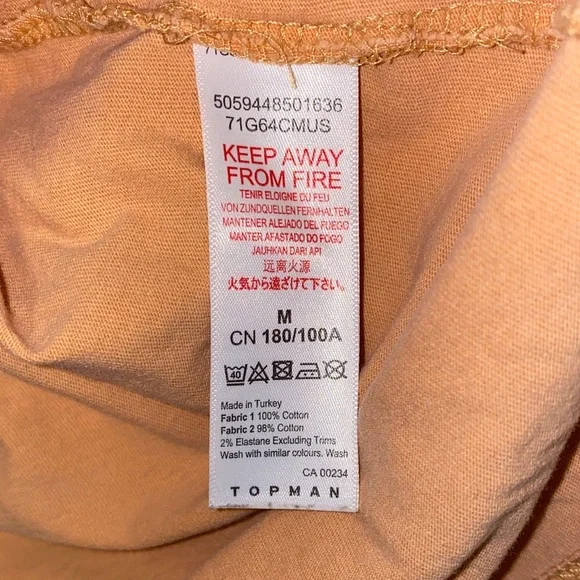 5059448501636
71G64CMUS
KEEP AWAY
FROM FIRE
TENIR ELOIGNE DU FEU
VON ZUNDQUELLEN FERNHALTEN
MANTENER ALEJADO DEL FUEGO
MANTER AFASTADO DO FOGO
JAUHKAN DARI API
远离火源
火気から遠ざけて下さい.
M
CN 180/100A
40
Made in Turkey
Fabric 1 100% Cotton
Fabric 2 98% Cotton
2% Elastane Excluding Trims
Wash with similar colours. Wash
CA 00234
TOPMAN